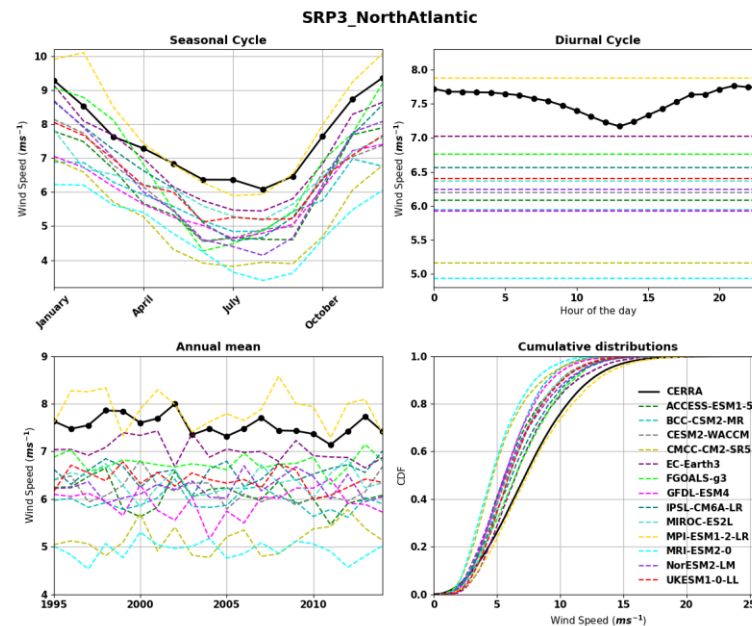 SRP3_NorthAtlantic
Seasonal Cycle
Wind Speed (ms⁻¹)
10
9
8
7
6
5
4
January
April
July
October
Diurnal Cycle
Wind Speed (ms⁻¹)
8.0
7.5
7.0
6.5
6.0
5.5
5.0
0
5
10
15
20
Hour of the day
Annual mean
Wind Speed (ms⁻¹)
9
8
7
6
5
4
1995
2000
2005
2010
Cumulative distributions
CDF
1.0
0.8
0.6
0.4
0.2
0.0
0
5
10
15
20
25
Wind Speed (ms⁻¹)
CERRA
ACCESS-ESM1-5
BCC-CSM2-MR
CESM2-WACCM
CMCC-CM2-SR5
EC-Earth3
FGOALS-g3
GFDL-ESM4
IPSL-CM6A-LR
MIROC-ES2L
MPI-ESM1-2-LR
MRI-ESM2-0
NorESM2-LM
UKESM1-0-LL